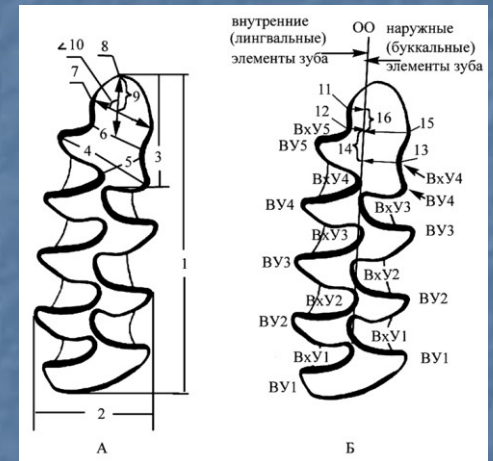 внутренние
(лингвальные)
элементы зуба
ОО
наружные
(буккальные)
элементы зуба
∠10
8
7
9
6
4
5
3
1
2
А
11
12
16
15
14
13
ВхУ5
ВУ5
ВхУ4
ВхУ4
ВУ4
ВУ4
ВхУ3
ВхУ3
ВУ3
ВУ3
ВхУ2
ВхУ2
ВУ2
ВУ2
ВхУ1
ВхУ1
ВУ1
ВУ1
Б